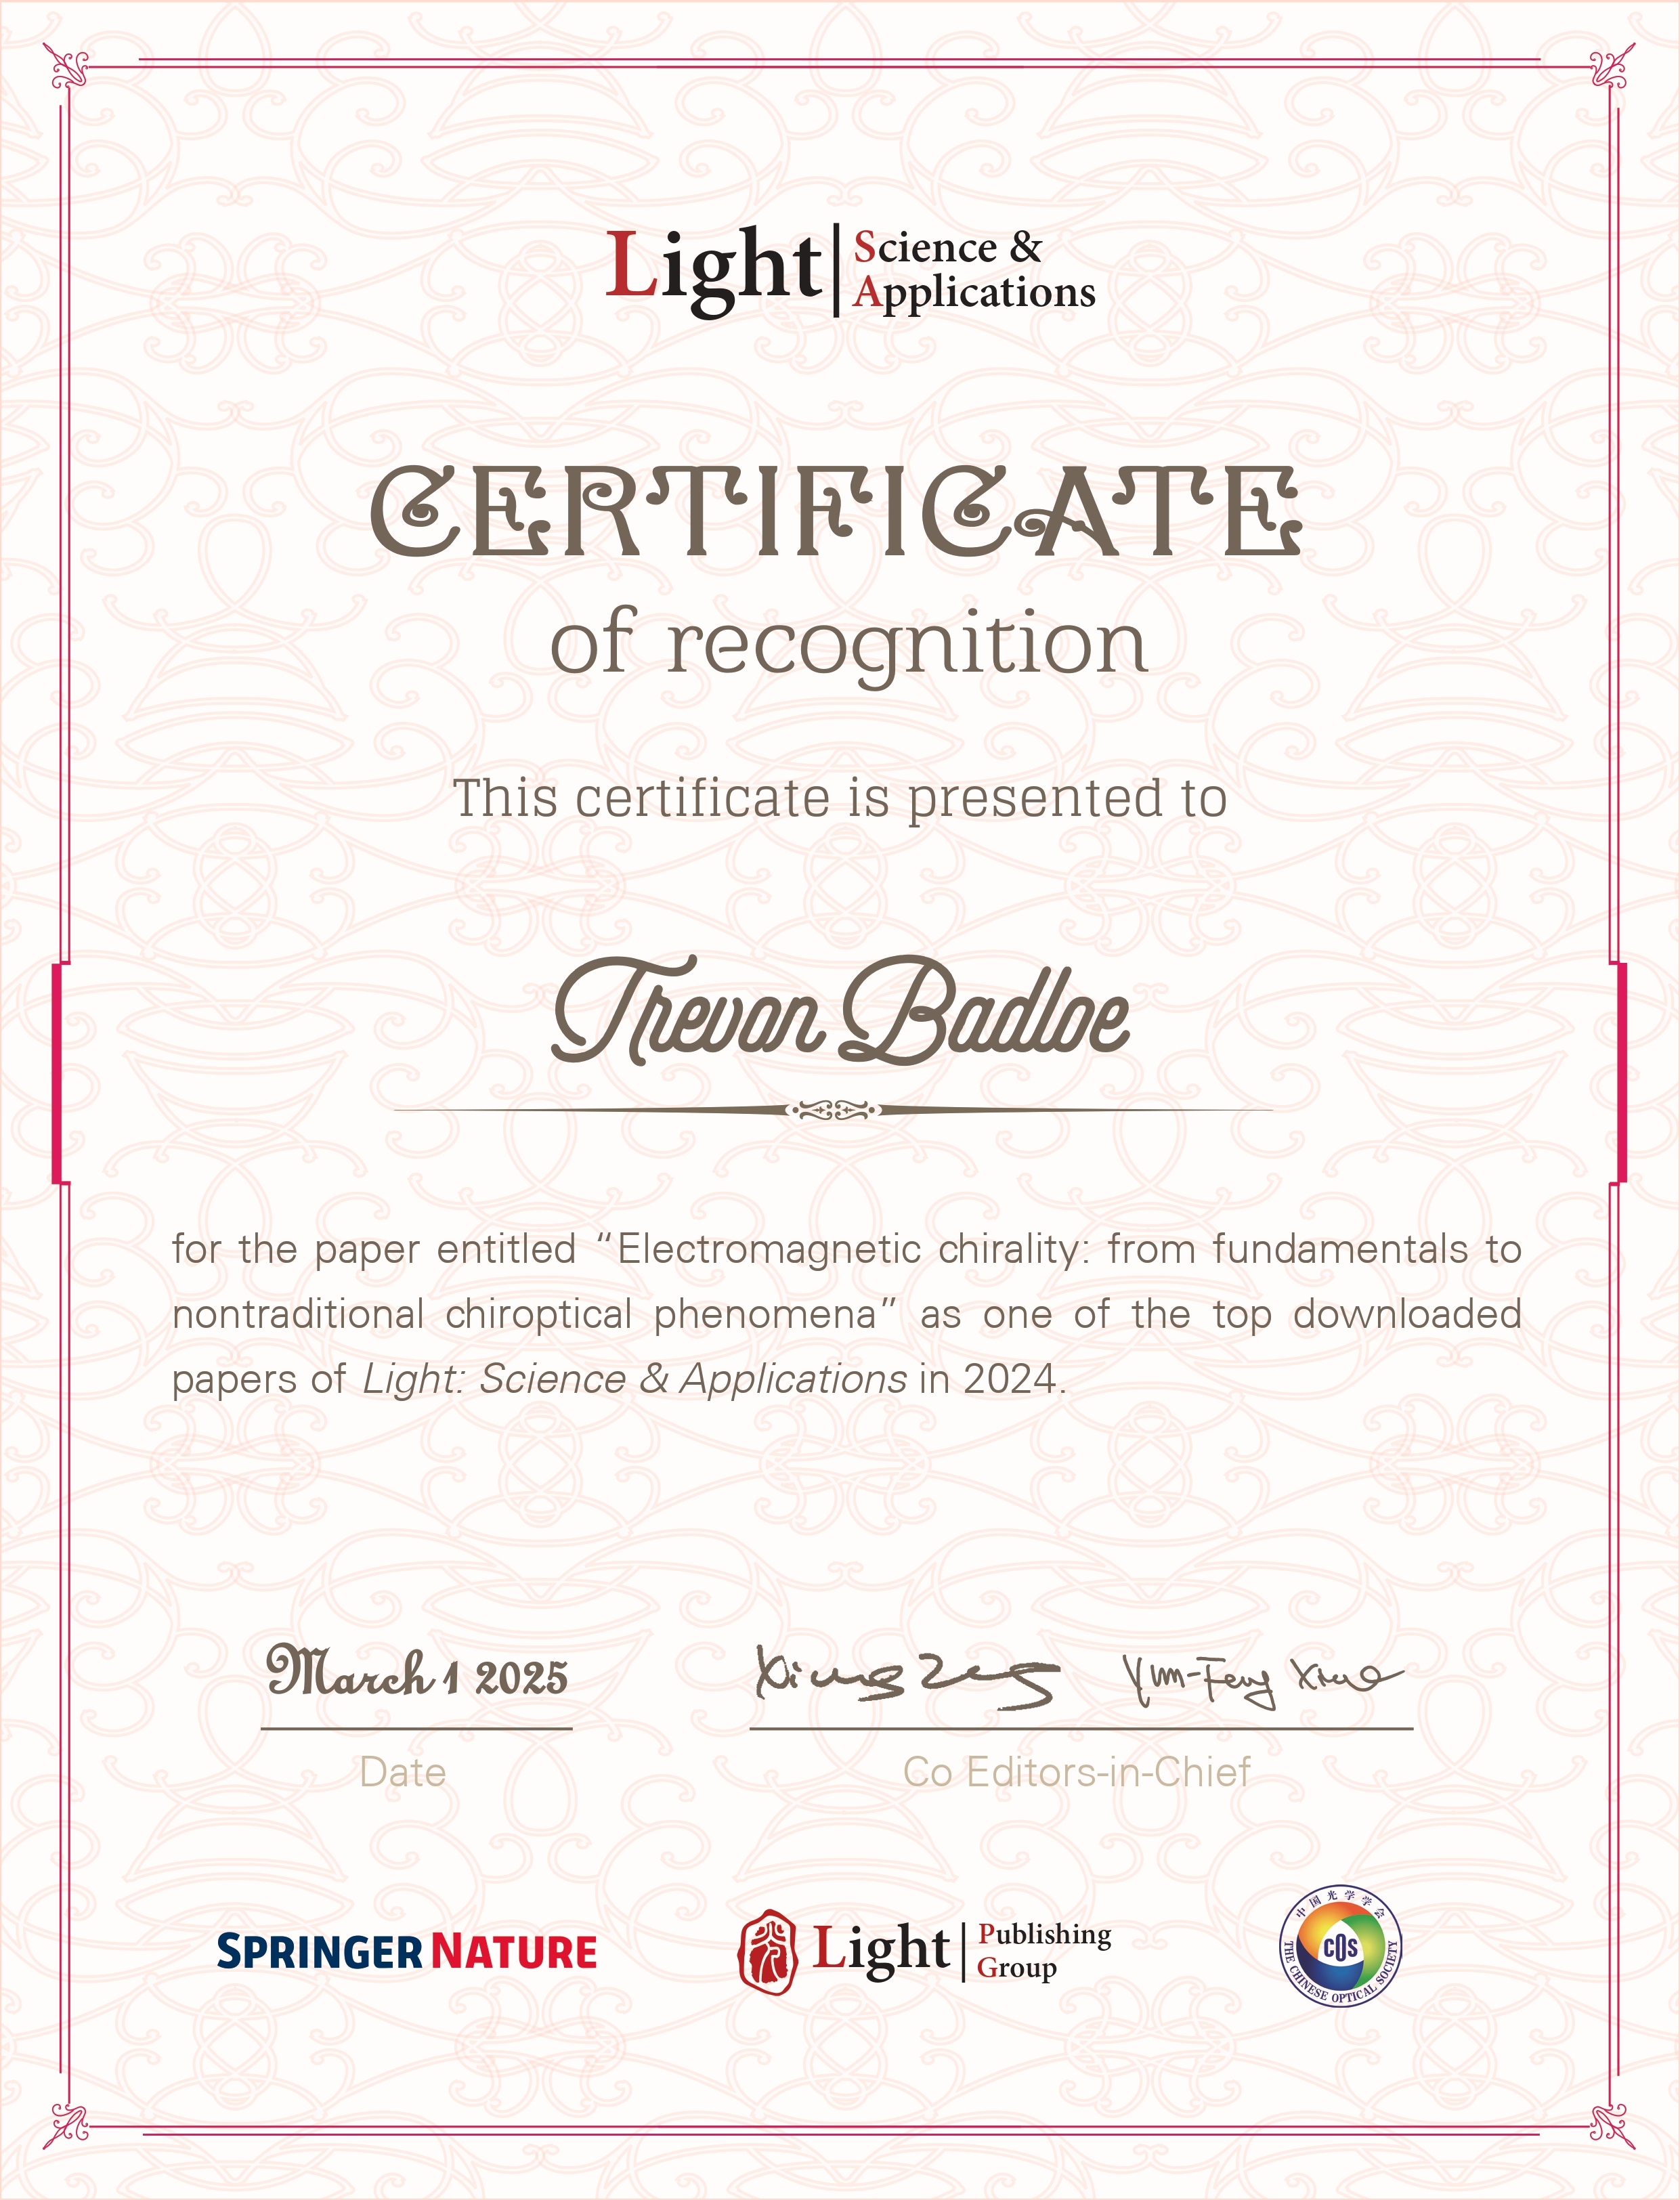 Light Science &
Applications
CERTIFICATE
of recognition
This certificate is presented to
Trevon Badloe
for the paper entitled “Electromagnetic chirality: from fundamentals to
nontraditional chiroptical phenomena” as one of the top downloaded
papers of Light: Science & Applications in 2024.
March 1 2025
Yun-Feng Xiao
Date
Co Editors-in-Chief
SPRINGER NATURE
Light Publishing
Group
中国光学学会
COS
THE CHINESE OPTICAL SOCIETY